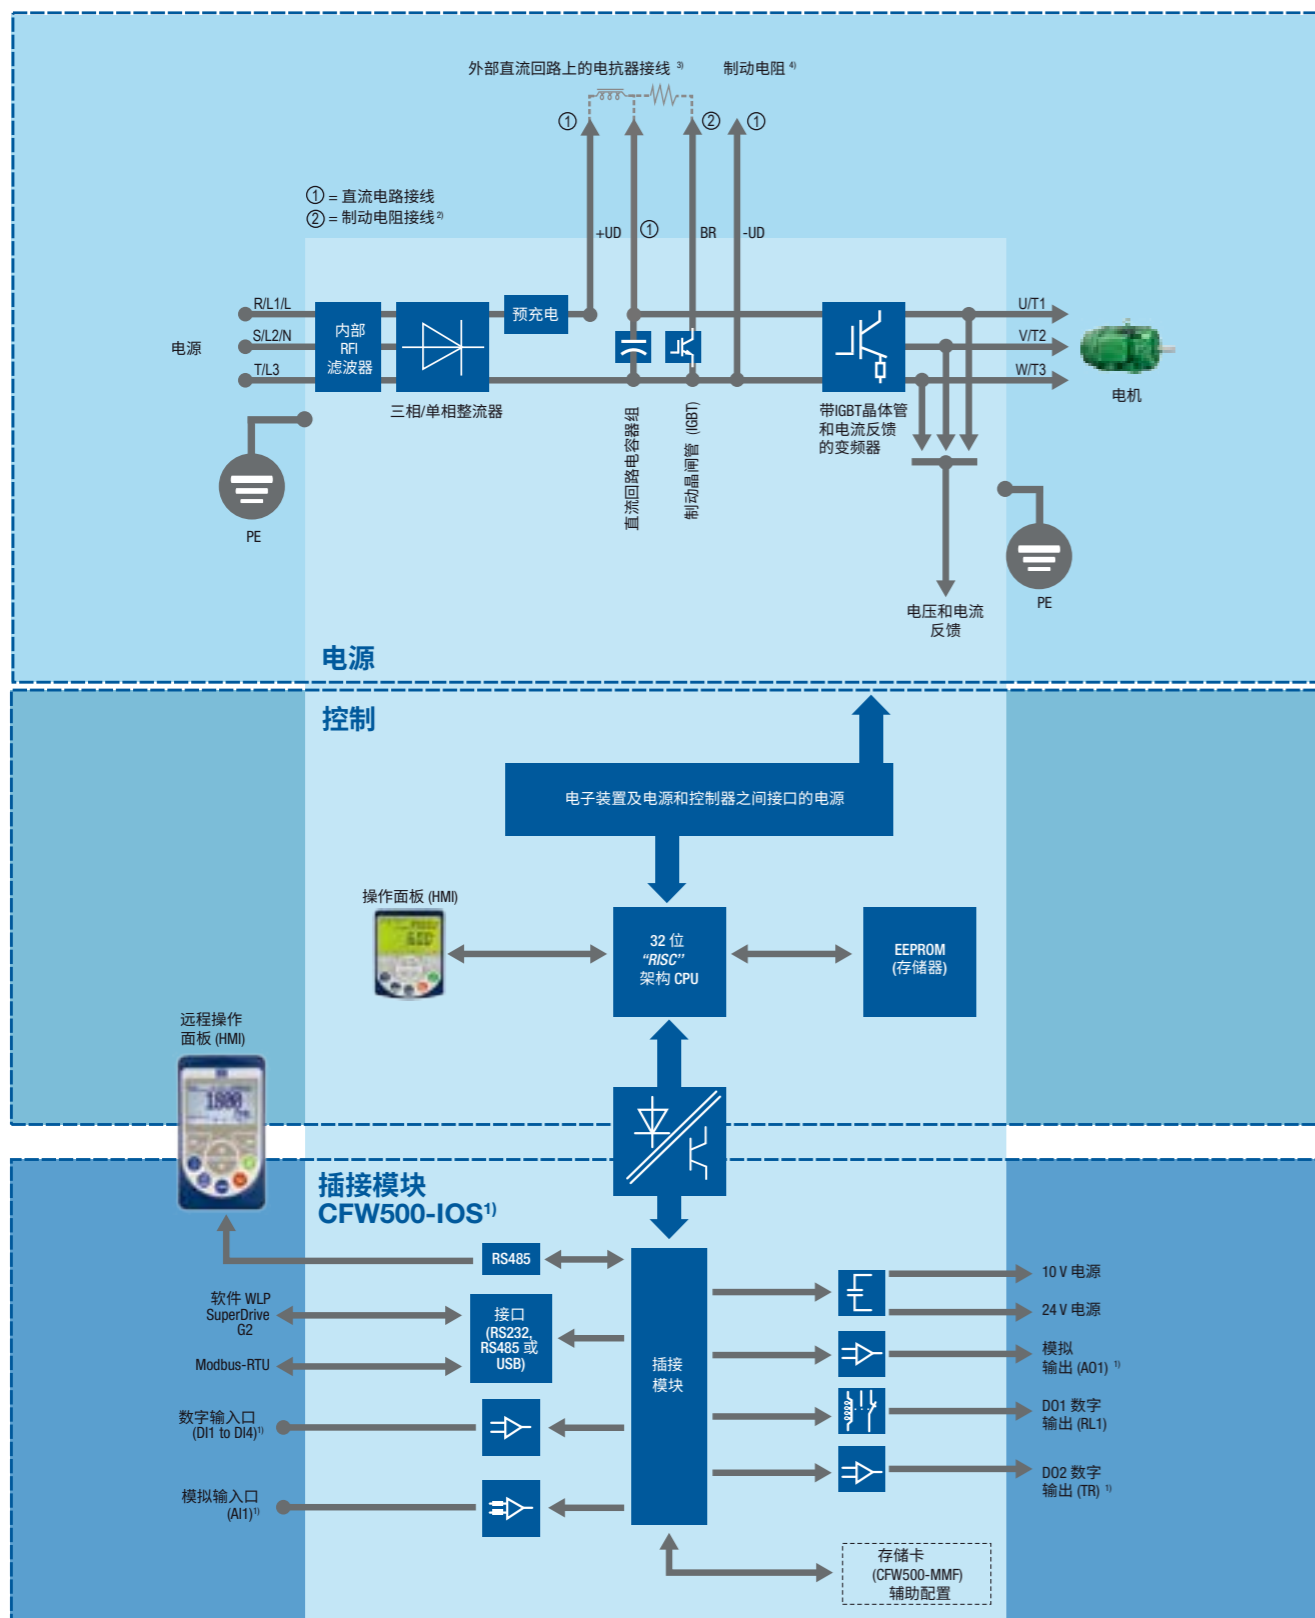 外部直流回路上的电抗器接线 3)
制动电阻 4)
① ② ①
① = 直流电路接线
② = 制动电阻接线 2)
+UD ① BR -UD
R/L1/L
S/L2/N
T/L3
电源
内部
RFI
滤波器
预充电
三相/单相整流器
直流回路电容器组
制动晶闸管 (IGBT)
带IGBT晶体管
和电流反馈
的变频器
U/T1
V/T2
W/T3
电机
PE
PE
电压和电流
反馈
电源
控制
电子装置及电源和控制器之间接口的电源
操作面板 (HMI)
32 位
“RISC”
架构 CPU
EEPROM
(存储器)
远程操作
面板 (HMI)
1800
插接模块
CFW500-IOS1)
RS485
软件 WLP
SuperDrive
G2
Modbus-RTU
接口
(RS232,
RS485 或
USB)
数字输入口
(DI1 to DI4)1)
模拟输入口
(AI1)1)
插接
模块
10 V 电源
24 V 电源
模拟
输出 (AO1) 1)
DO1 数字
输出 (RL1)
DO2 数字
输出 (TR) 1)
存储卡
(CFW500-MMF)
辅助配置